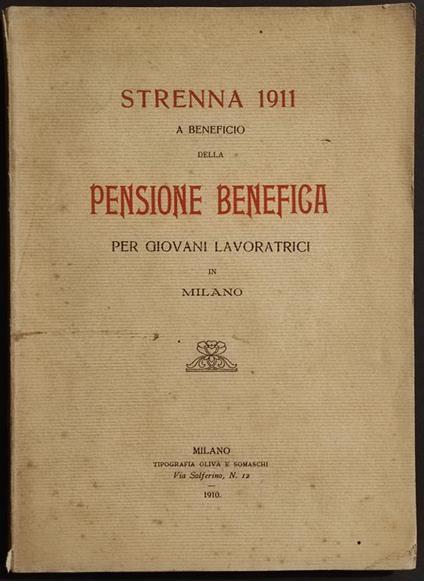 STRENNA 1911
A BENEFICIO
DELLA
PENSIONE BENEFICA
PER GIOVANI LAVORATRICI
IN
MILANO
MILANO
TIPOGRAFIA OLIVA E SOMASCHI
Via Solferino, N. 12
—
1910.